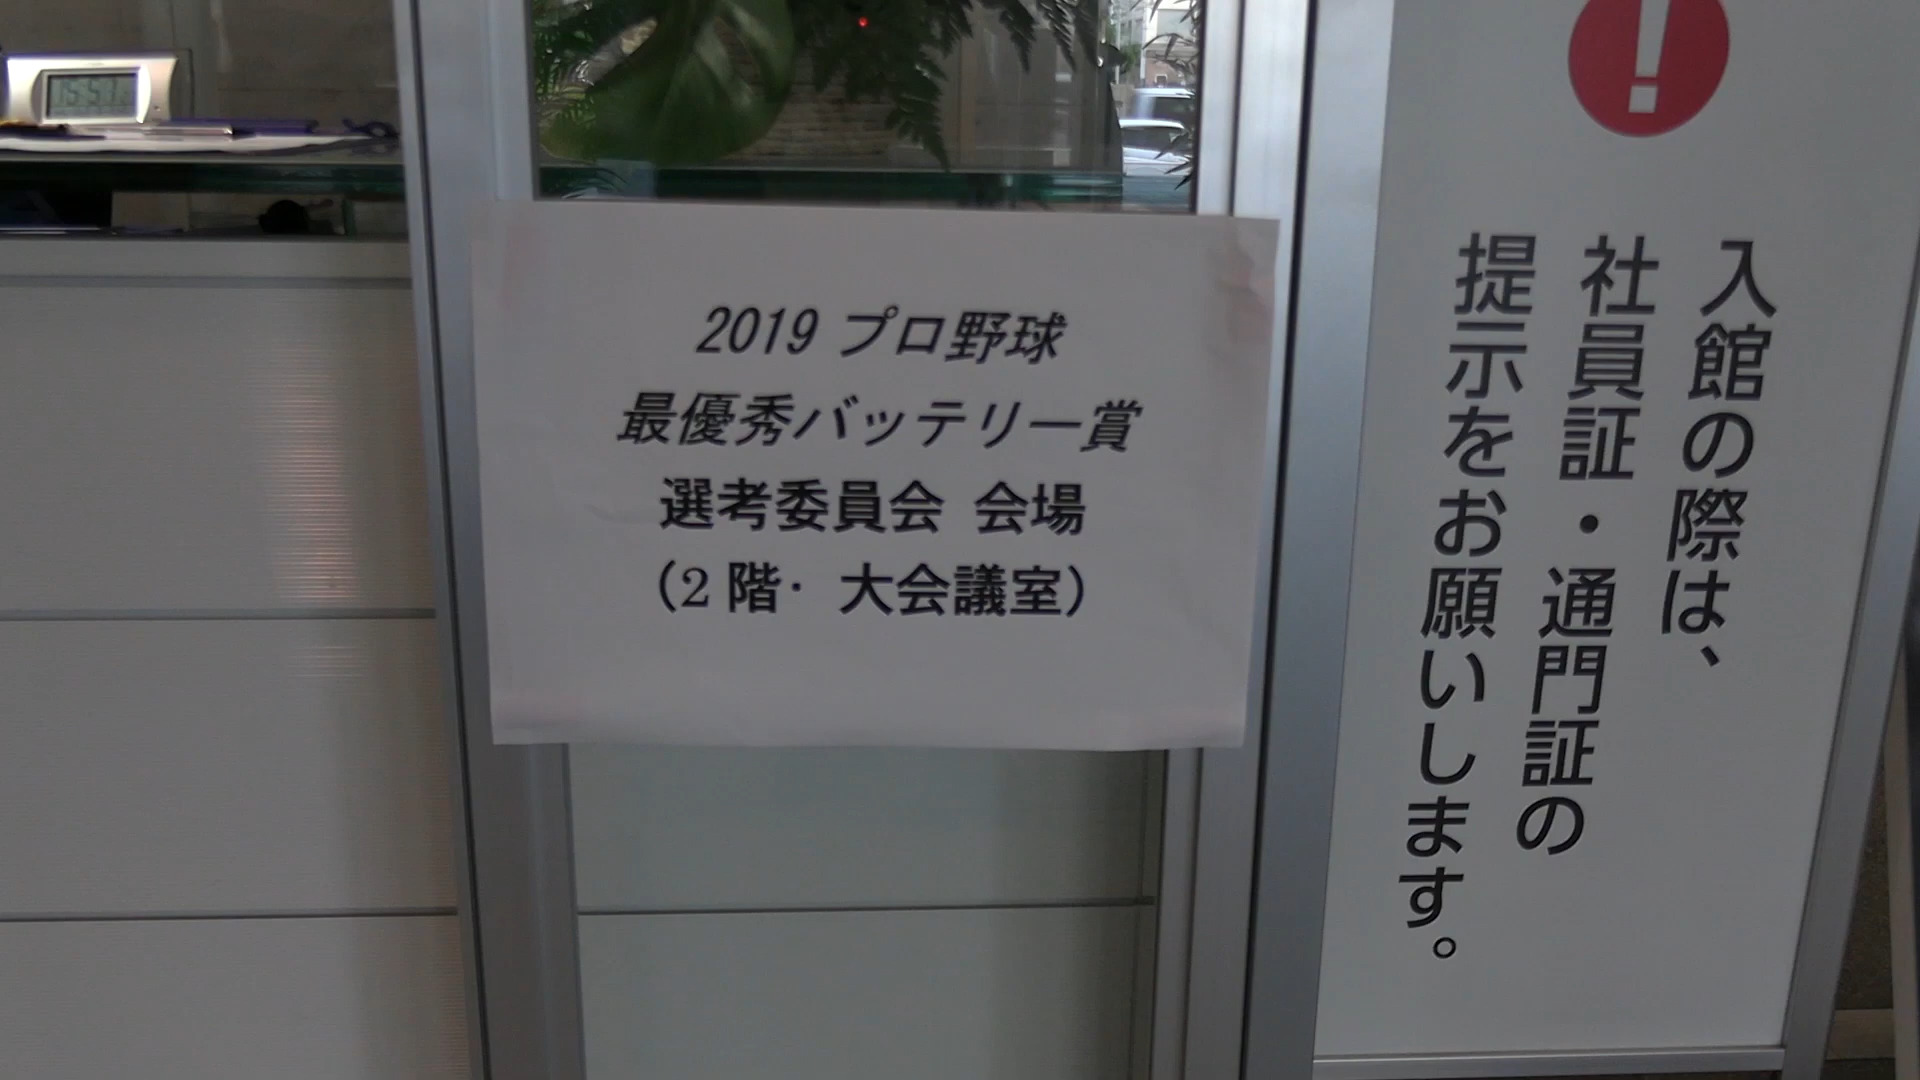 2019 プロ野球
最優秀バッテリー賞
選考委員会 会場
（2 階・ 大会議室）
入館の際は、
社員証・通門証の
提示をお願いします。